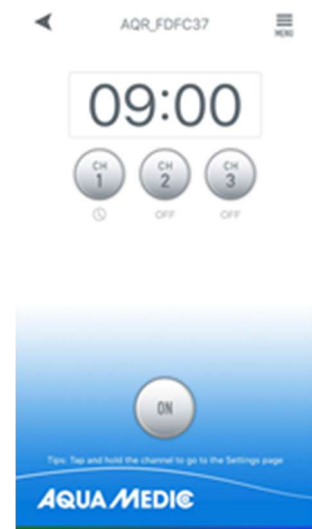 AQR_FDFC37
MENU
09:00
CH 1
CH 2
CH 3
OFF
OFF
ON
Tips: Tap and hold the channel to go to the Settings page
AQUA MEDIC